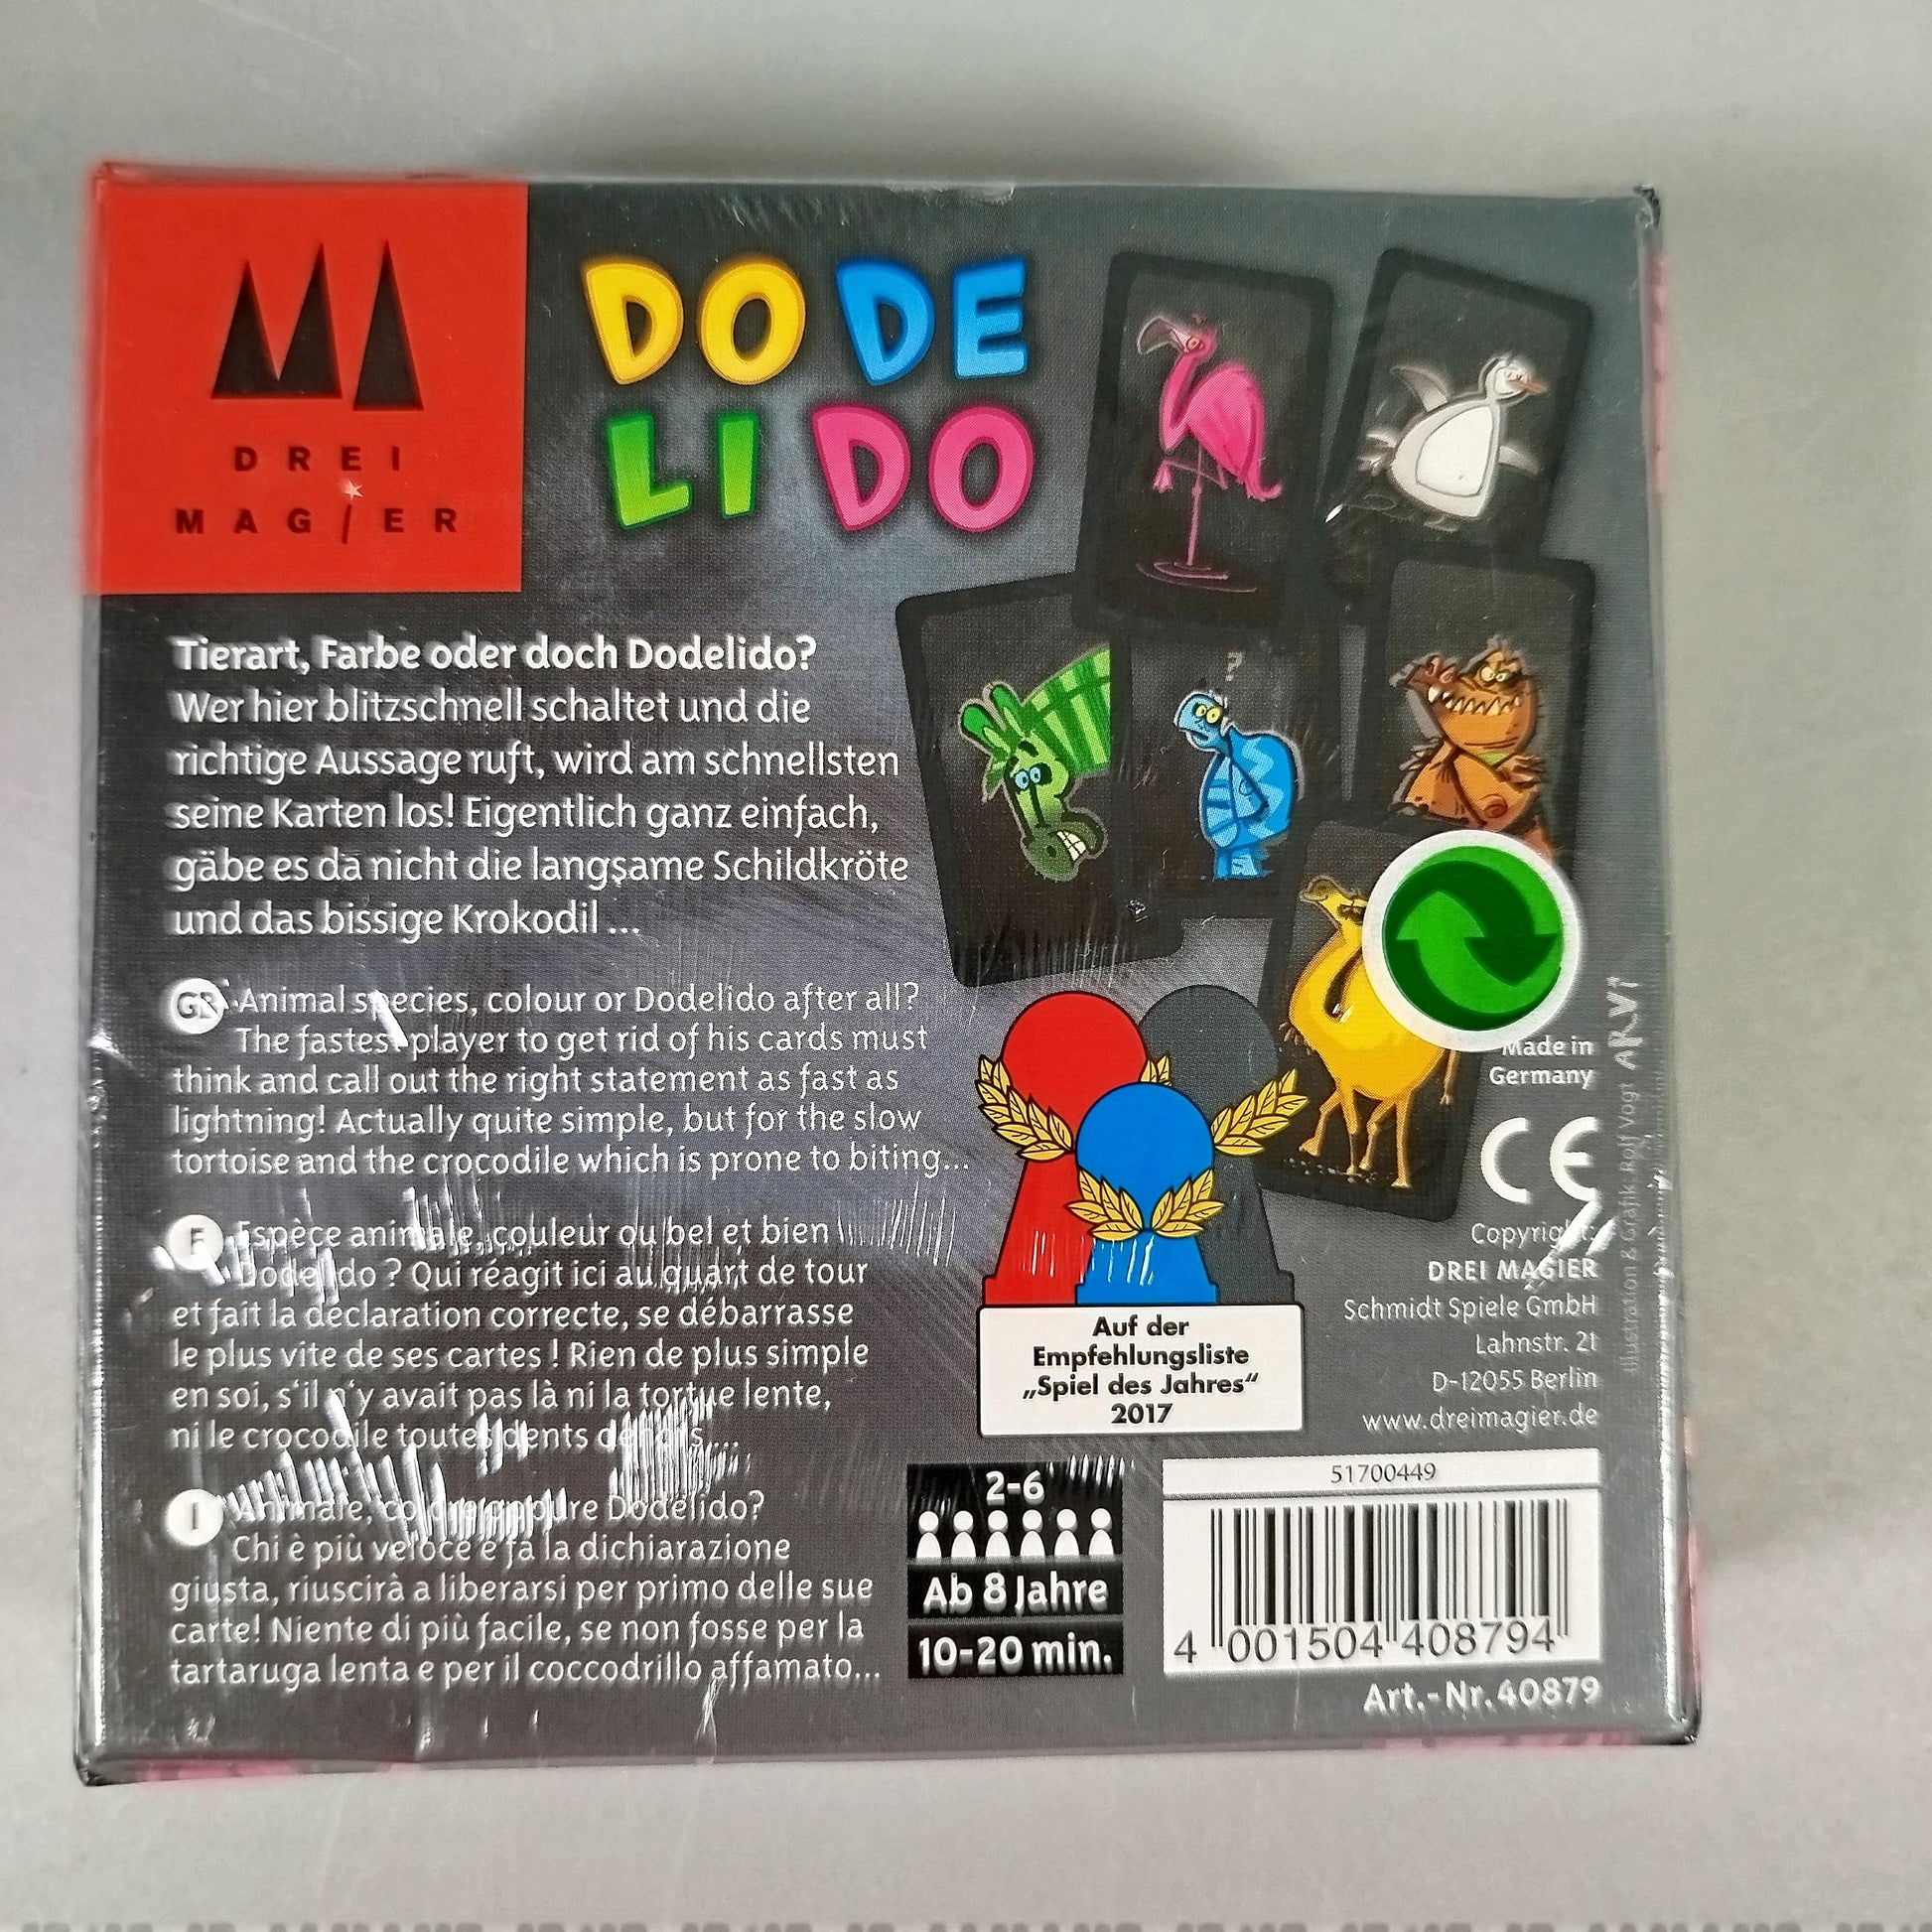 DREI
MAGIER
DO DE
LI DO
Tierart, Farbe oder doch Dodelido?
Wer hier blitzschnell schaltet und die
richtige Aussage ruft, wird am schnellsten
seine Karten los! Eigentlich ganz einfach,
gäbe es da nicht die langsame Schildkröte
und das bissige Krokodil ...
GB Animal species, colour or Dodelido after all?
The fastest player to get rid of his cards must
think and call out the right statement as fast as
lightning! Actually quite simple, but for the slow
tortoise and the crocodile which is prone to biting...
F Espèce animale, couleur ou bel et bien
Dodelido ? Qui réagit ici au quart de tour
et fait la déclaration correcte, se débarrasse
le plus vite de ses cartes ! Rien de plus simple
en soi, s'il n'y avait pas là ni la tortue lente,
ni le crocodile toutes dents dehors...
I Animale, colore oppure Dodelido?
Chi è più veloce e fa la dichiarazione
giusta, riuscirà a liberarsi per primo delle sue
carte! Niente di più facile, se non fosse per la
tartaruga lenta e per il coccodrillo affamato...
?
Auf der
Empfehlungsliste
„Spiel des Jahres“
2017
2-6
Ab 8 Jahre
10-20 min.
Made in
Germany
CE
Copyright:
DREI MAGIER
Schmidt Spiele GmbH
Lahnstr. 21
D-12055 Berlin
www.dreimagier.de
Illustration & Grafik: Rolf Vogt ARVi
51700449
4 001504 408794
Art.-Nr. 40879